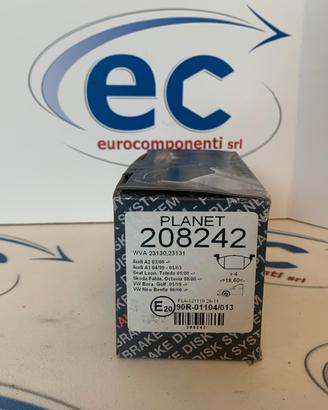 ec
eurocomponenti srl
PLANET
208242
WVA 23130,23131
Audi A2 02/00 ->
Audi A3 04/99 - 05/03
Seat Leon, Toledo 01/00 ->
Skoda Fabia, Octavia 08/00 ->
VW Bora, Golf 05/19 ->
VW New Beetle 06/00 ->
x 4
->19,60<-
E20
90R-01104/013
208242
BRAKE DISK SYSTEM